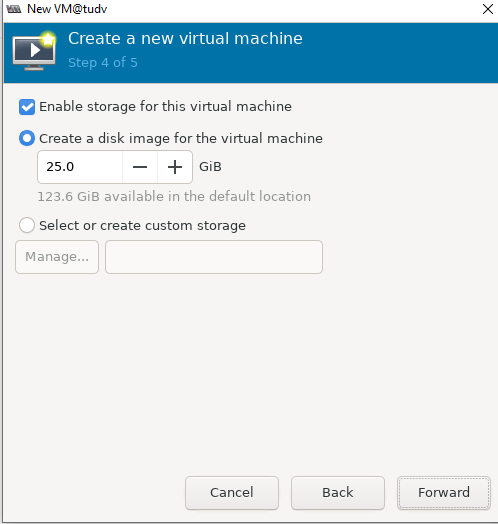 New VM@tudv
Create a new virtual machine
Step 4 of 5
Enable storage for this virtual machine
Create a disk image for the virtual machine
25.0 GiB
123.6 GiB available in the default location
Select or create custom storage
Manage...
Cancel Back Forward